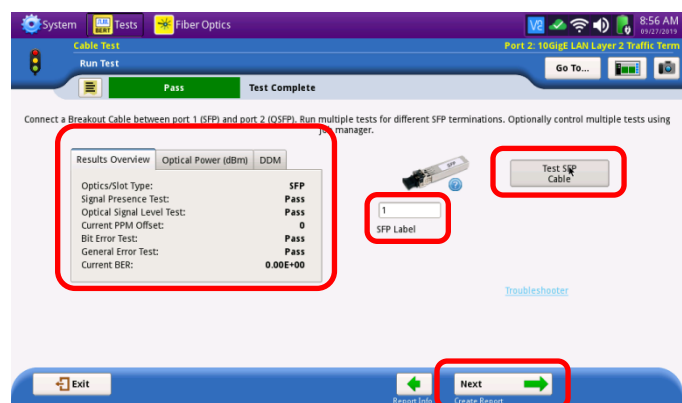 System Tests Fiber Optics V2 8:56 AM
BERT 09/27/2019
Cable Test Port 2: 10GigE LAN Layer 2 Traffic Term
Run Test Go To...
Pass Test Complete
Connect a Breakout Cable between port 1 (SFP) and port 2 (QSFP). Run multiple tests for different SFP terminations. Optionally control multiple tests using
job manager.
Results Overview Optical Power (dBm) DDM
Optics/Slot Type: SFP
Signal Presence Test: Pass
Optical Signal Level Test: Pass
Current PPM Offset: 0
Bit Error Test: Pass
General Error Test: Pass
Current BER: 0.00E+00
SFP
1
SFP Label
Test SFP
Cable
Troubleshooter
Exit Next
Report Info Create Report